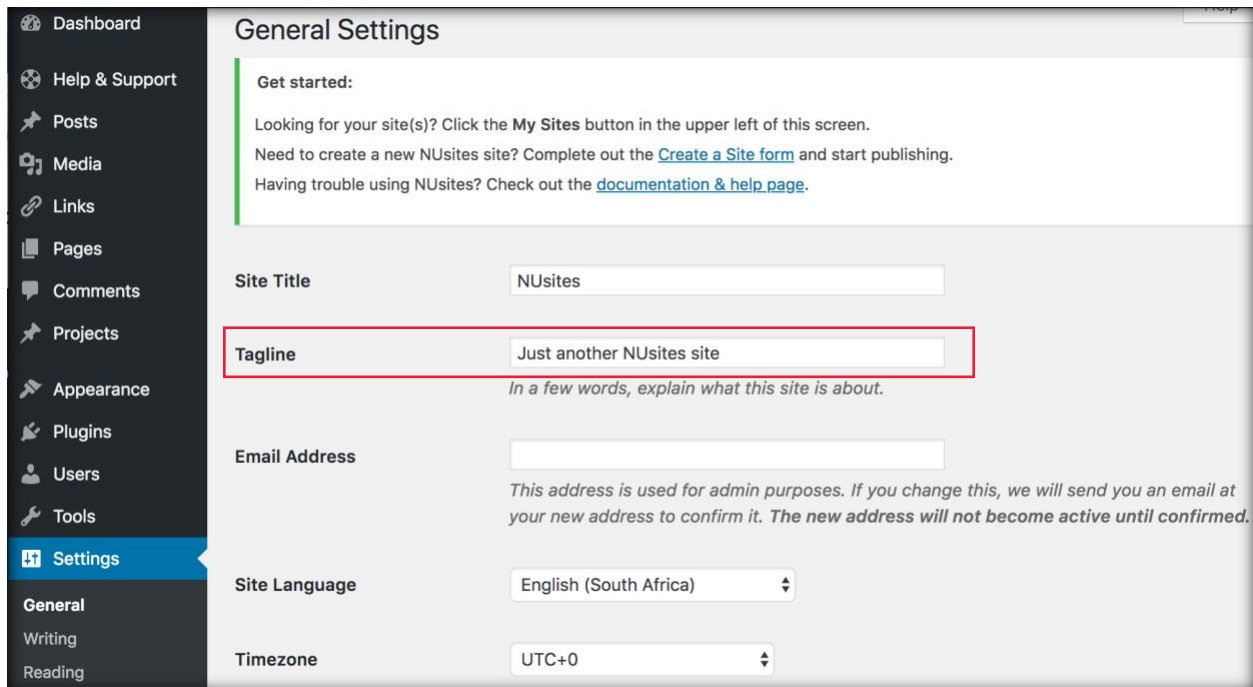 Dashboard
Help & Support
Posts
Media
Links
Pages
Comments
Projects
Appearance
Plugins
Users
Tools
Settings
General
Writing
Reading
Help
General Settings
Get started:
Looking for your site(s)? Click the My Sites button in the upper left of this screen.
Need to create a new NUsites site? Complete out the Create a Site form and start publishing.
Having trouble using NUsites? Check out the documentation & help page.
Site Title NUsites
Tagline Just another NUsites site
In a few words, explain what this site is about.
Email Address
This address is used for admin purposes. If you change this, we will send you an email at
your new address to confirm it. The new address will not become active until confirmed.
Site Language English (South Africa)
Timezone UTC+0